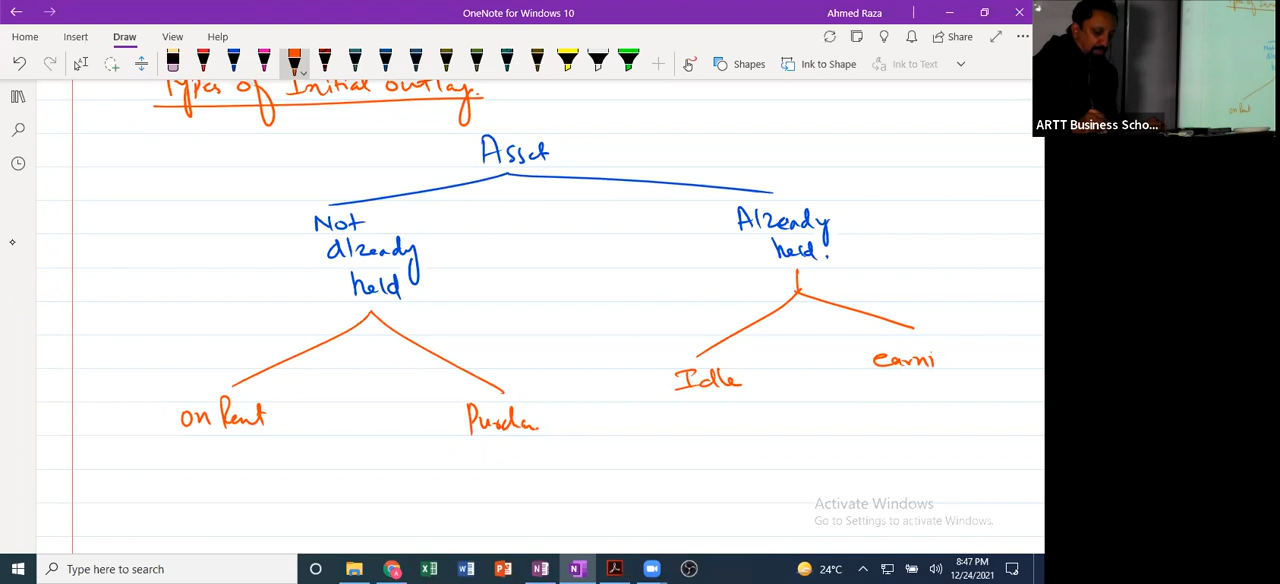 OneNote for Windows 10
Ahmed Raza
Home Insert Draw View Help
Share
Shapes
Ink to Shape
Ink to Text
Types of Initial outlay.
Asset
Not
already
held
Already
held.
on Rent
Purcha
Idle
earni
ARTT Business Scho...
on Rent
Activate Windows
Go to Settings to activate Windows.
Type here to search
24°C
8:47 PM
12/24/2021